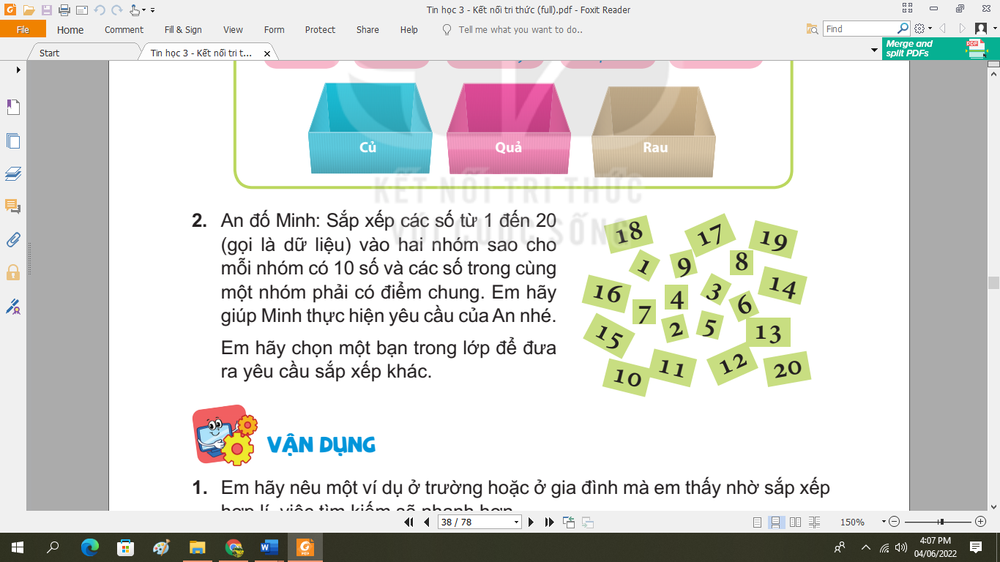 Tin học 3 - Kết nối tri thức (full).pdf - Foxit Reader
File Home Comment Fill & Sign View Form Protect Share Help Tell me what you want to do.. Find
Start Tin học 3 - Kết nối tri t... Merge and
split PDFs
Củ Quả Rau
KẾT NỐI TRI THỨC
VỚI CUỘC SỐNG
2. An đố Minh: Sắp xếp các số từ 1 đến 20
(gọi là dữ liệu) vào hai nhóm sao cho
mỗi nhóm có 10 số và các số trong cùng
một nhóm phải có điểm chung. Em hãy
giúp Minh thực hiện yêu cầu của An nhé.
Em hãy chọn một bạn trong lớp để đưa
ra yêu cầu sắp xếp khác.
18 17 19
1 9 8
16 7 4 3 6 14
15 2 5 13
10 11 12 20
VẬN DỤNG
1. Em hãy nêu một ví dụ ở trường hoặc ở gia đình mà em thấy nhờ sắp xếp
hợp lí, việc tìm kiếm sẽ nhanh hơn
38 / 78 150%
4:07 PM
04/06/2022